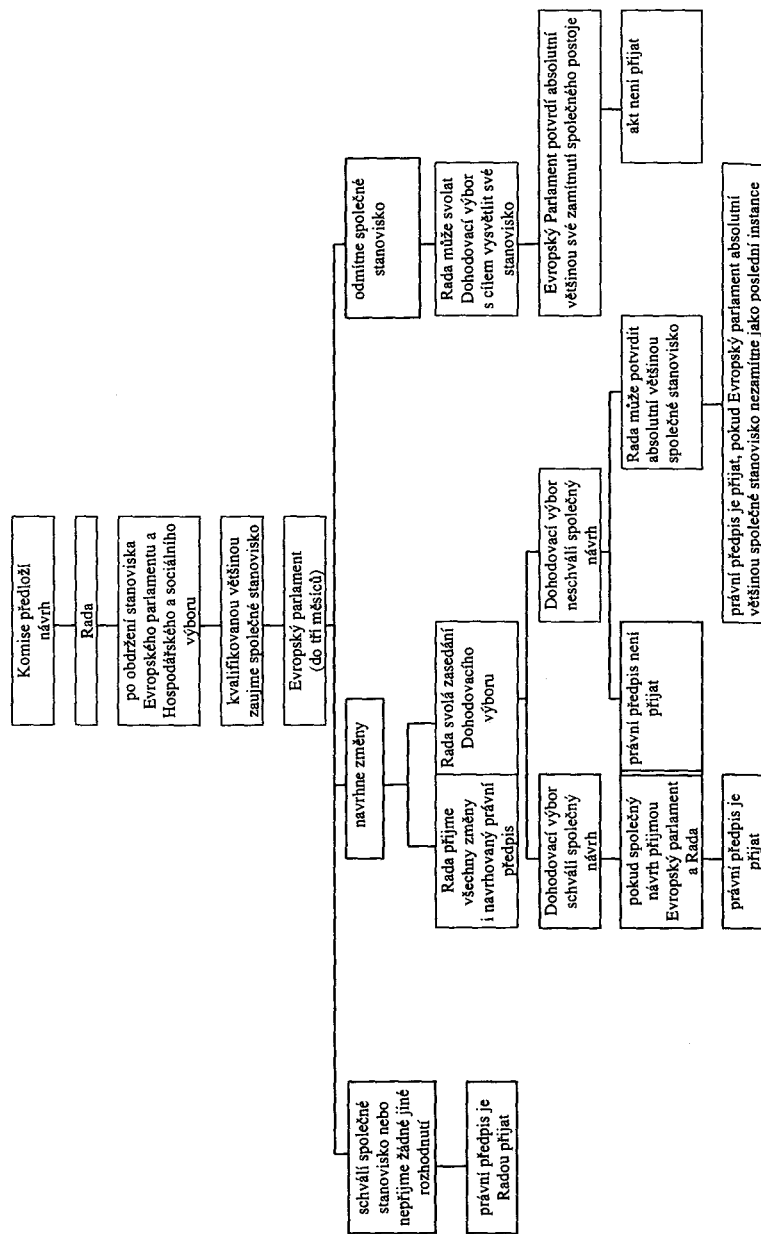 Komise předloží
návrh
Rada
po obdržení stanoviska
Evropského parlamentu a
Hospodářského a sociálního
výboru
kvalifikovanou většinou
zaujme společné stanovisko
Evropský parlament
(do tří měsíců)
schválí společné
stanovisko nebo
nepřijme žádné jiné
rozhodnutí
právní předpis je
Radou přijat
navrhne změny
Rada přijme
všechny změny
i navrhovaný právní
předpis
Rada svolá zasedání
Dohodovacího
výboru
Dohodovací výbor
schválí společný
návrh
pokud společný
návrh přijmou
Evropský parlament
a Rada
právní předpis je
přijat
Dohodovací výbor
neschválí společný
návrh
právní předpis není
přijat
Rada může potvrdit
absolutní většinou
společné stanovisko
právní předpis je přijat, pokud Evropský parlament absolutní
většinou společné stanovisko nezamítne jako poslední instance
odmítne společné
stanovisko
Rada může svolat
Dohodovací výbor
s cílem vysvětlit své
stanovisko
Evropský Parlament potvrdí absolutní
většinou své zamítnutí společného postoje
akt není přijat